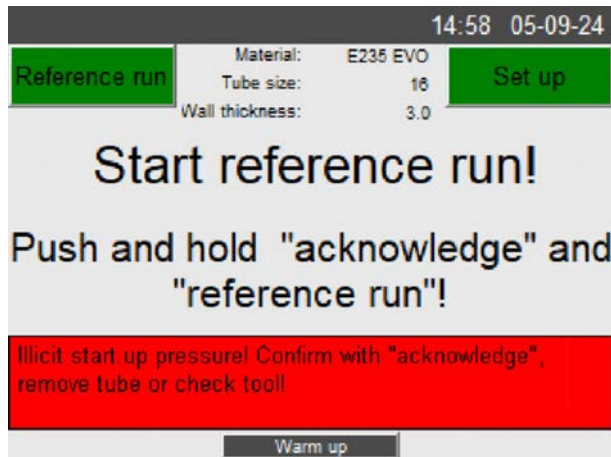 14:58 05-09-24
Reference run
Material: E235 EVO
Tube size: 16
Wall thickness: 3.0
Set up
Start reference run!
Push and hold "acknowledge" and
"reference run"!
Illicit start.up pressure! Confirm with "acknowledge",
remove tube or check tool!
Warm up